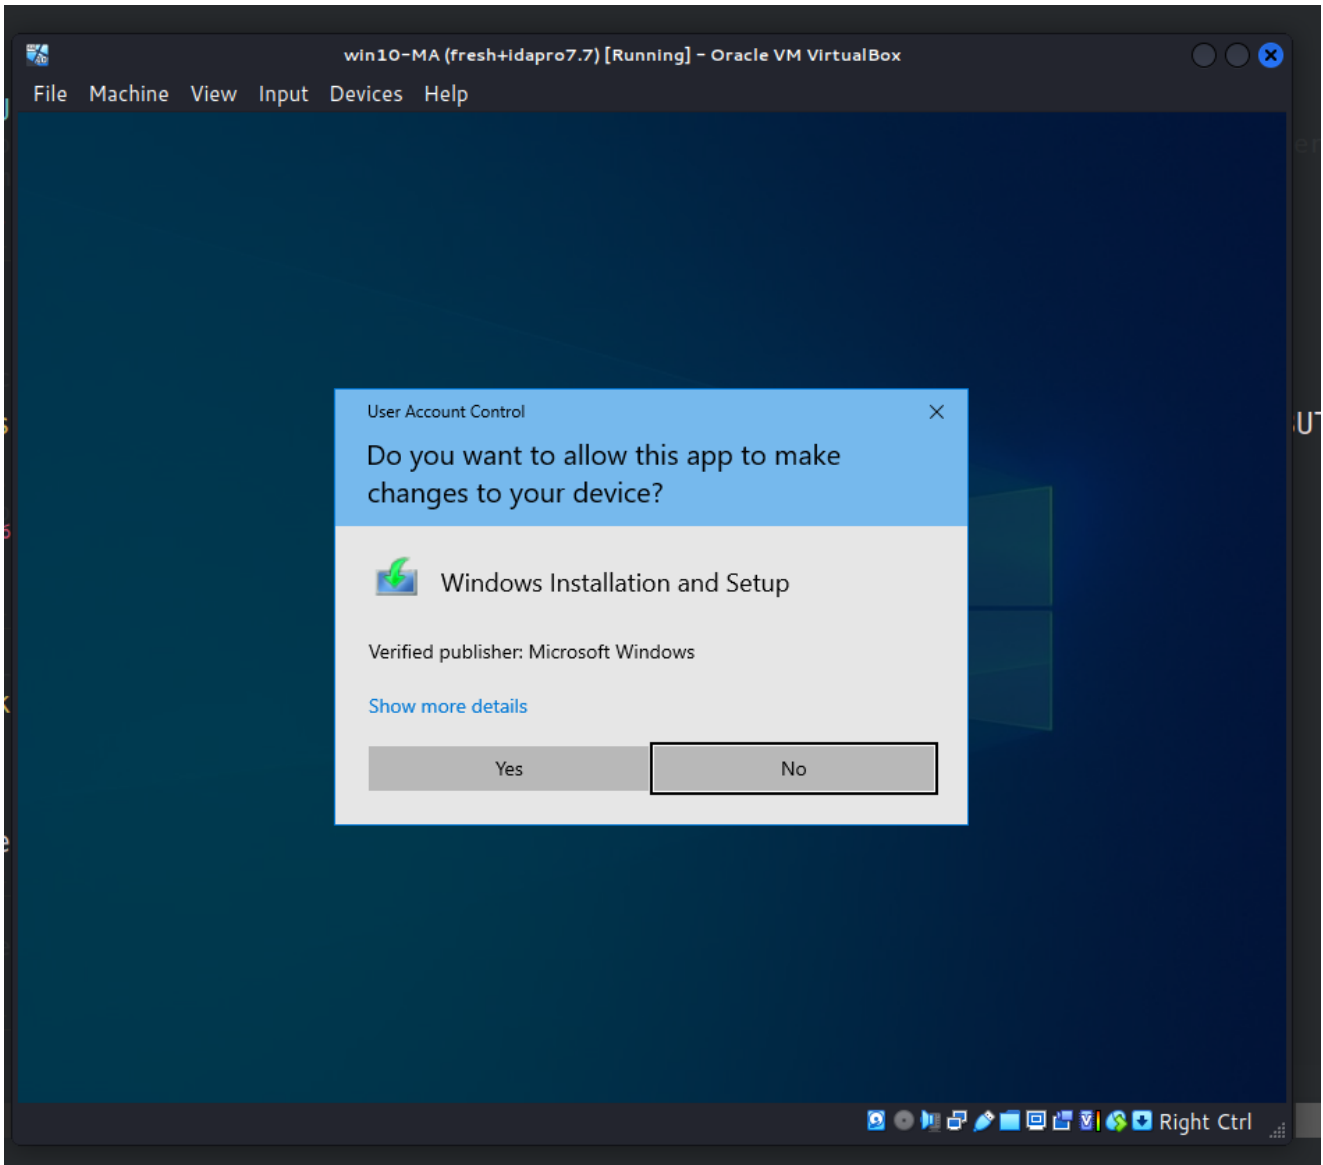 win10-MA (fresh+idapro7.7) [Running] - Oracle VM VirtualBox
File Machine View Input Devices Help
User Account Control
Do you want to allow this app to make
changes to your device?
Windows Installation and Setup
Verified publisher: Microsoft Windows
Show more details
Yes No
Right Ctrl